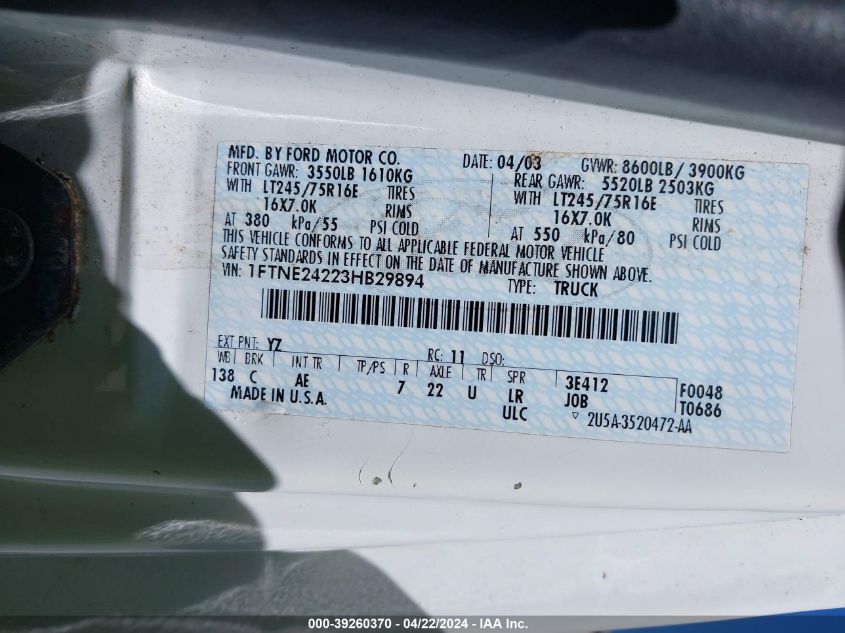 MFD. BY FORD MOTOR CO. DATE: 04/03 GVWR: 8600LB/ 3900KG
FRONT GAWR: 3550LB 1610KG REAR GAWR: 5520LB 2503KG
WITH LT245/75R16E TIRES WITH LT245/75R16E TIRES
16X7.0K RIMS 16X7.0K RIMS
AT 380 kPa/55 PSI COLD AT 550 kPa/80 PSI COLD
THIS VEHICLE CONFORMS TO ALL APPLICABLE FEDERAL MOTOR VEHICLE
SAFETY STANDARDS IN EFFECT ON THE DATE OF MANUFACTURE SHOWN ABOVE.
VIN: 1FTNE24223HB29894 TYPE: TRUCK
EXT PNT: YZ RC: 11 DSO:
WB BRK INT TR TP/PS R AXLE TR SPR 3E412 F0048
138 C AE 7 22 U LR JOB T0686
MADE IN U.S.A. ULC ▽ 2U5A-3520472-AA
000-39260370 - 04/22/2024 - IAA Inc.